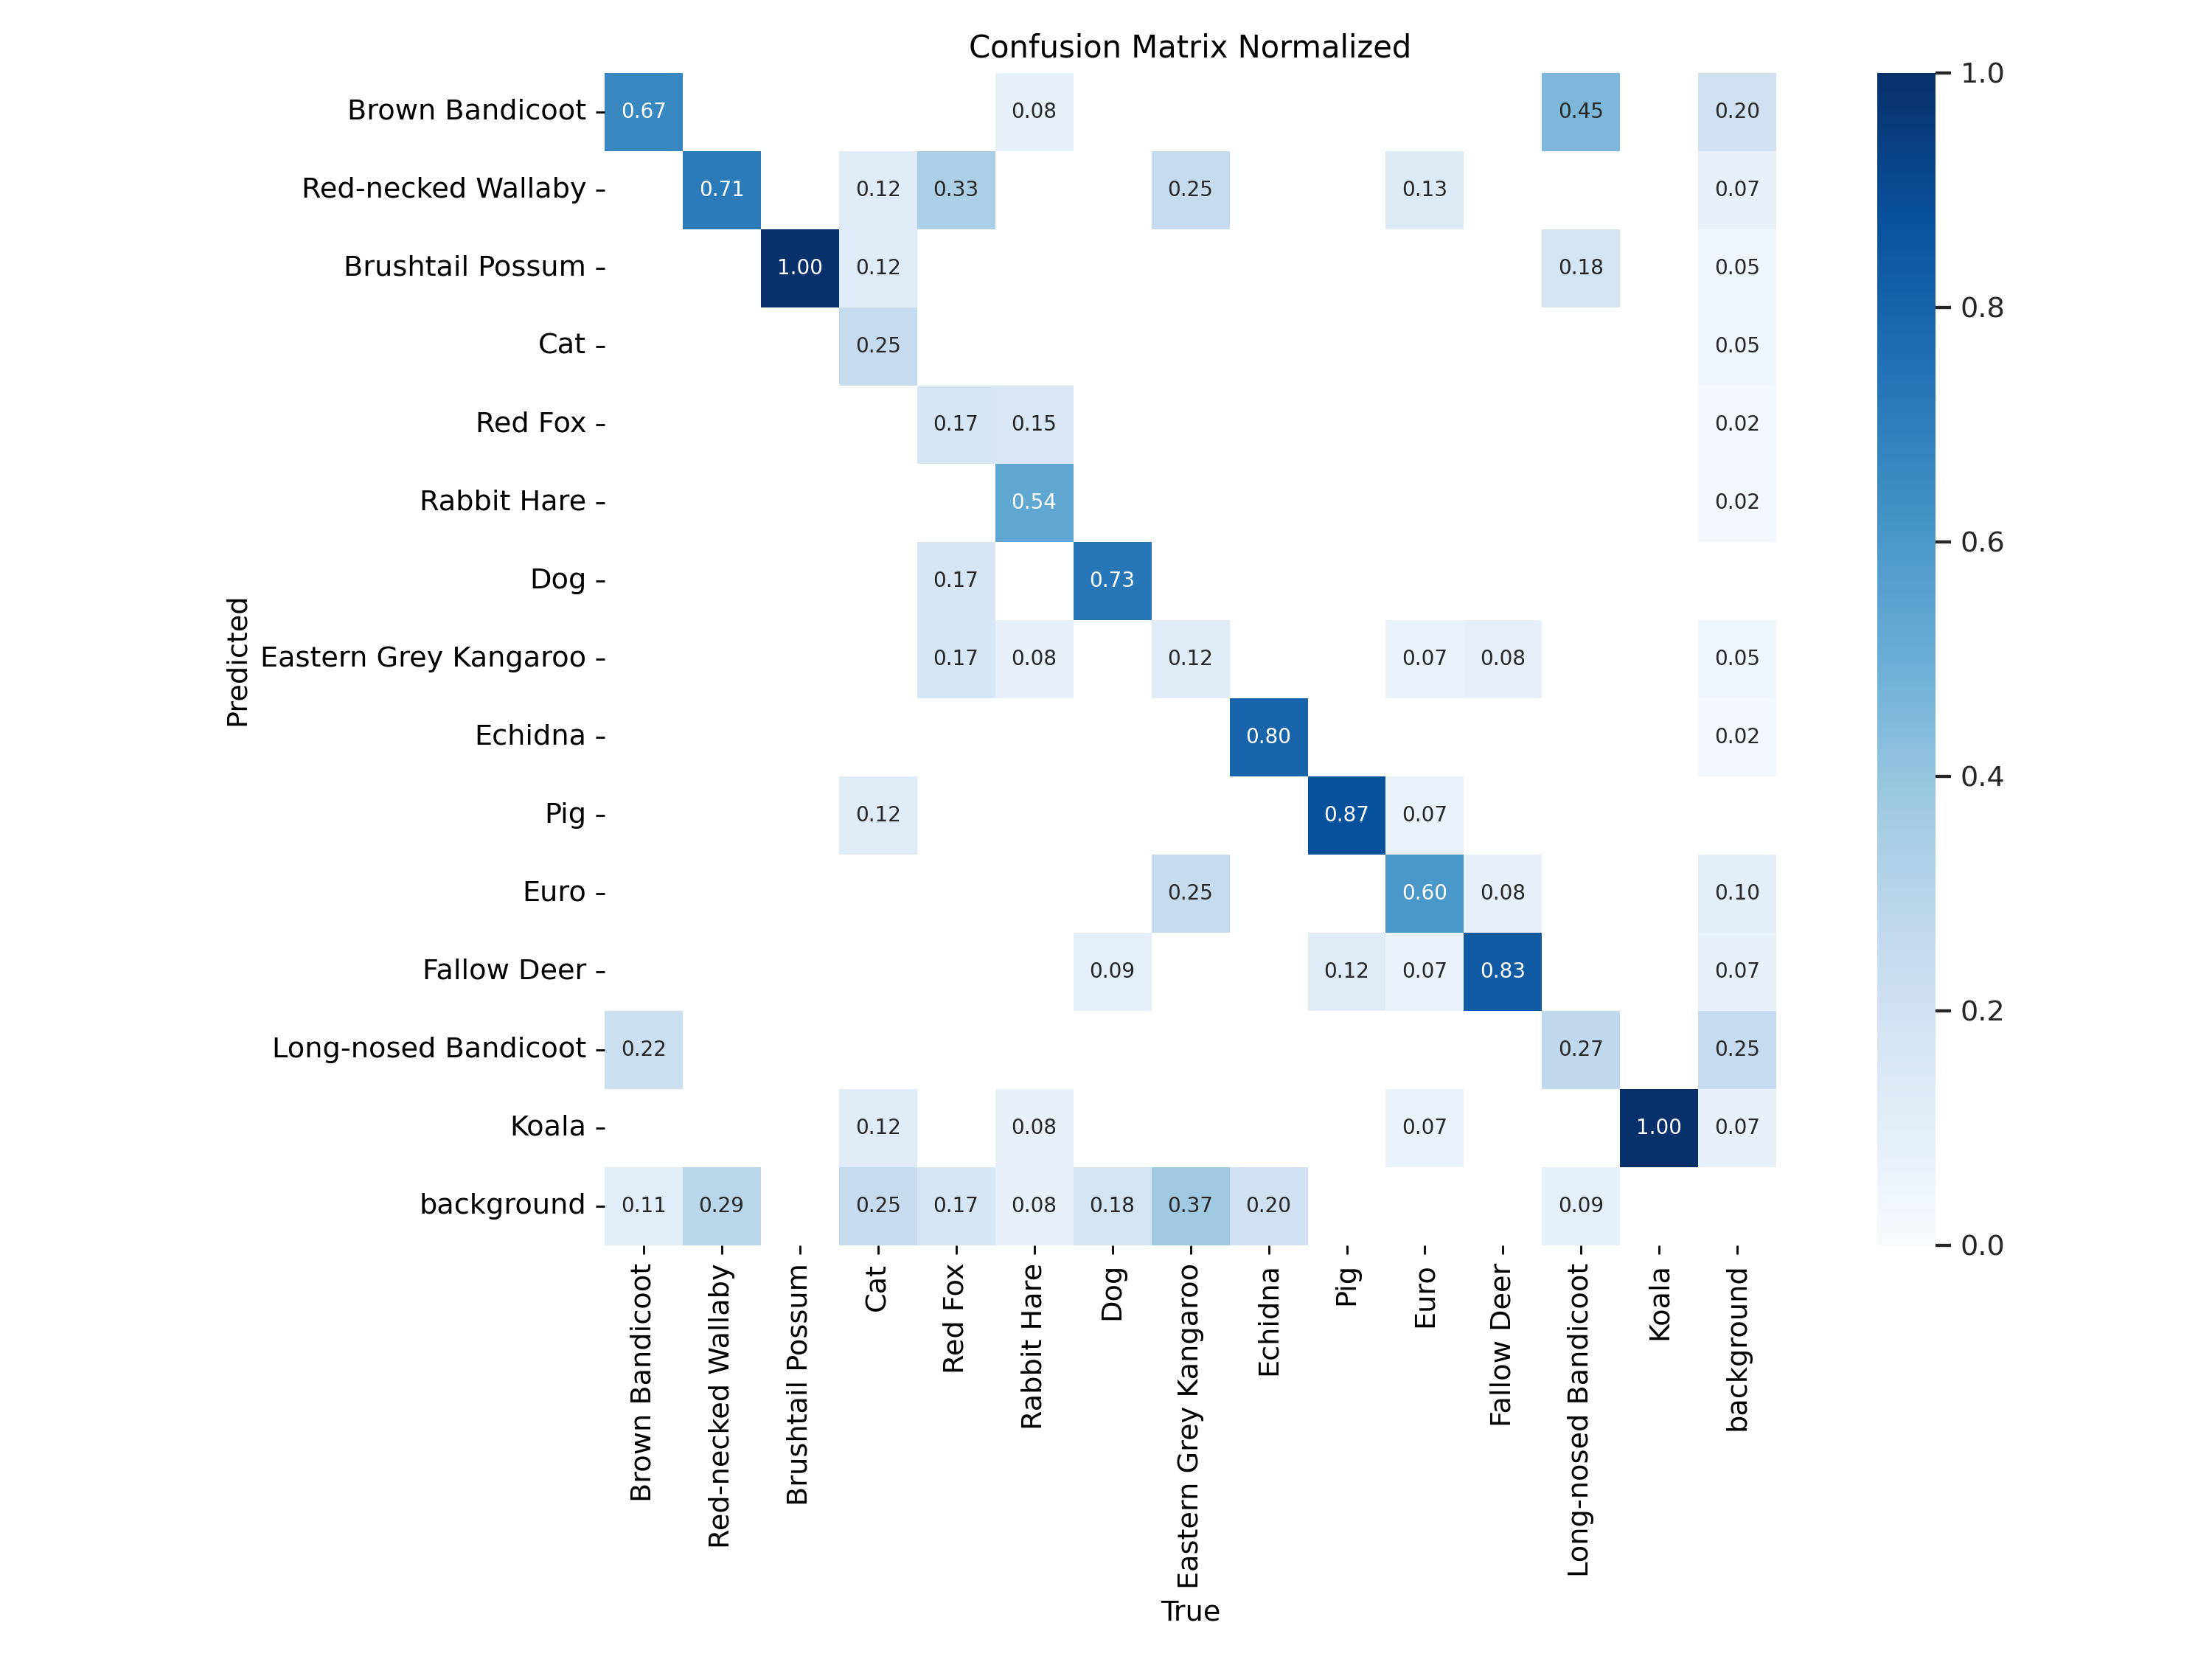 Confusion Matrix Normalized
Brown Bandicoot 0.67 0.08 0.45 0.20
Red-necked Wallaby 0.71 0.12 0.33 0.25 0.13 0.07
Brushtail Possum 1.00 0.12 0.18 0.05
Cat 0.25 0.05
Red Fox 0.17 0.15 0.02
Rabbit Hare 0.54 0.02
Dog 0.17 0.73
Eastern Grey Kangaroo 0.17 0.08 0.12 0.07 0.08 0.05
Echidna 0.80 0.02
Pig 0.12 0.87 0.07
Euro 0.25 0.60 0.08 0.10
Fallow Deer 0.09 0.12 0.07 0.83 0.07
Long-nosed Bandicoot 0.22 0.27 0.25
Koala 0.12 0.08 0.07 1.00 0.07
background 0.11 0.29 0.25 0.17 0.08 0.18 0.37 0.20 0.09
Predicted
Brown Bandicoot
Red-necked Wallaby
Brushtail Possum
Cat
Red Fox
Rabbit Hare
Dog
Eastern Grey Kangaroo
Echidna
Pig
Euro
Fallow Deer
Long-nosed Bandicoot
Koala
background
True
1.0
0.8
0.6
0.4
0.2
0.0